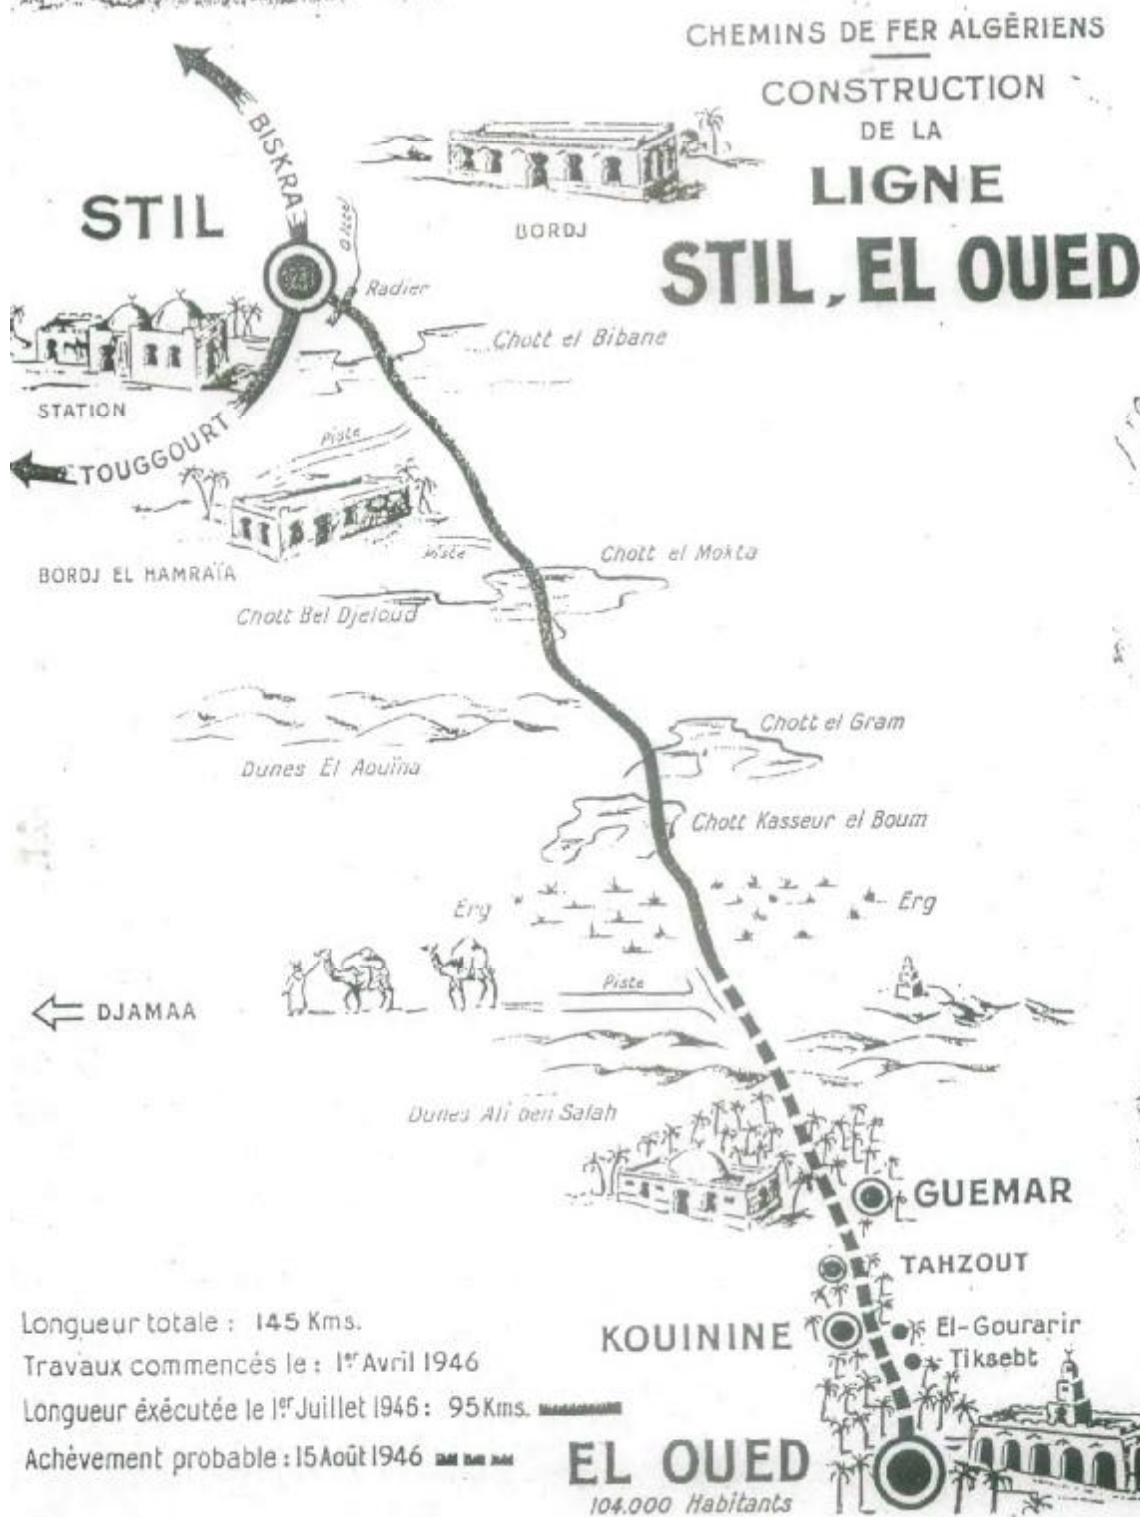 CHEMINS DE FER ALGÉRIENS
CONSTRUCTION
DE LA
LIGNE
STIL, EL OUED
BISKRA
STIL
BORDJ
Radier
Chott el Bibane
STATION
TOUGGOURT
Piste
BORDJ EL HAMRAÏA
Piste
Chott el Mokta
Chott Bel Djeloud
Chott el Gram
Dunes El Aouïna
Chott Kasseur el Boum
Erg
Erg
DJAMAA
Piste
Dunes Ali ben Salah
GUEMAR
TAHZOUT
KOUININE
El-Gourarir
Tiksebt
Longueur totale : 145 Kms.
Travaux commencés le : 1er Avril 1946
Longueur éxécutée le 1er Juillet 1946 : 95 Kms.
Achèvement probable : 15 Août 1946
EL OUED
104.000 Habitants